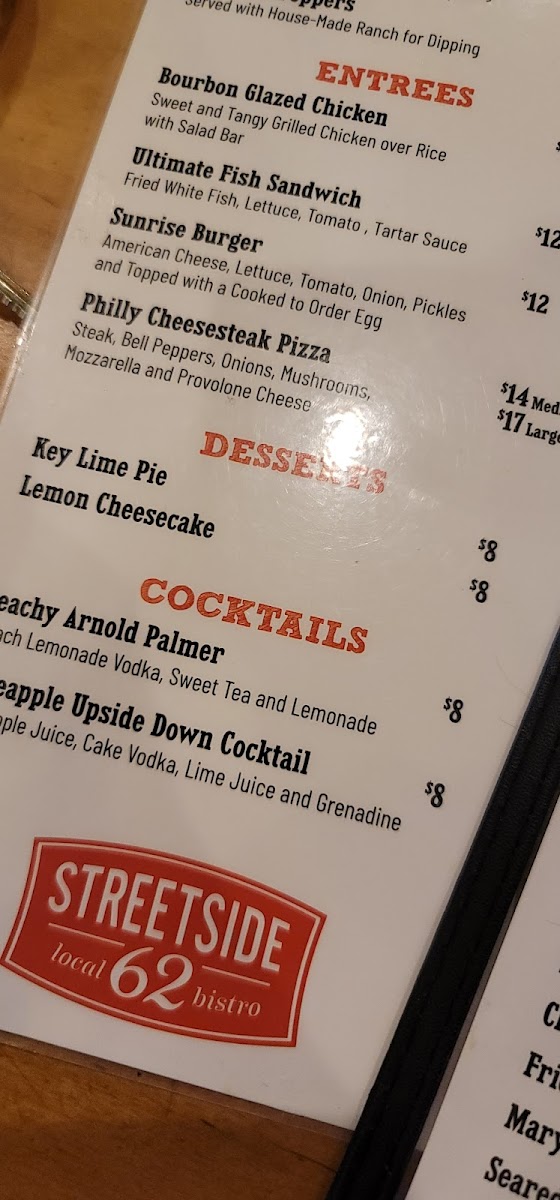 Served with House-Made Ranch for Dipping
ENTREES
Bourbon Glazed Chicken
Sweet and Tangy Grilled Chicken over Rice
with Salad Bar
$
Ultimate Fish Sandwich
Fried White Fish, Lettuce, Tomato , Tartar Sauce
$12
Sunrise Burger
American Cheese, Lettuce, Tomato, Onion, Pickles
and Topped with a Cooked to Order Egg
$12
Philly Cheesesteak Pizza
Steak, Bell Peppers, Onions, Mushrooms,
Mozzarella and Provolone Cheese
$14 Med
$17 Large
DESSERTS
Key Lime Pie
$8
Lemon Cheesecake
$8
COCKTAILS
eachy Arnold Palmer
ach Lemonade Vodka, Sweet Tea and Lemonade
$8
eapple Upside Down Cocktail
pple Juice, Cake Vodka, Lime Juice and Grenadine
$8
STREETSIDE
local 62 bistro
Fri
Mary
Seare